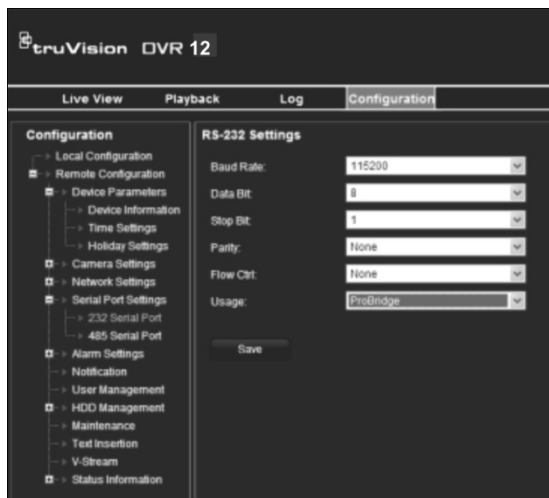 truVision DVR 12
Live View Playback Log Configuration
Configuration
Local Configuration
Remote Configuration
Device Parameters
Device Information
Time Settings
Holiday Settings
Camera Settings
Network Settings
Serial Port Settings
232 Serial Port
485 Serial Port
Alarm Settings
Notification
User Management
HDD Management
Maintenance
Text Insertion
V-Stream
Status Information
RS-232 Settings
Baud Rate: 115200
Data Bit: 8
Stop Bit: 1
Parity: None
Flow Ctrl: None
Usage: ProBridge
Save